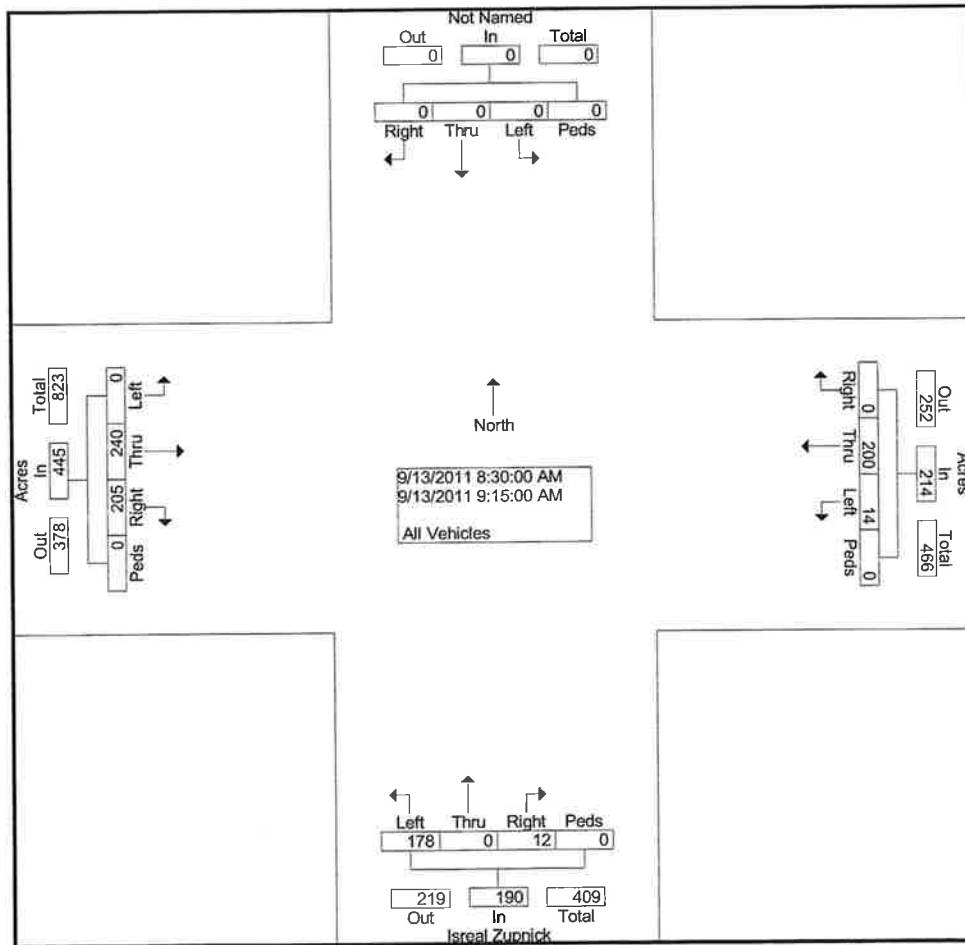 Not Named
Out In Total
0 0 0
0 0 0 0
Right Thru Left Peds
North
9/13/2011 8:30:00 AM
9/13/2011 9:15:00 AM
All Vehicles
Acres
Out In Total
378 445 823
0 240 205 0
Left Thru Right Peds
Acres
Out In Total
252 214 466
0 200 14 0
Right Thru Left Peds
Left Thru Right Peds
178 0 12 0
219 190 409
Out In Total
Isreal Zupnick